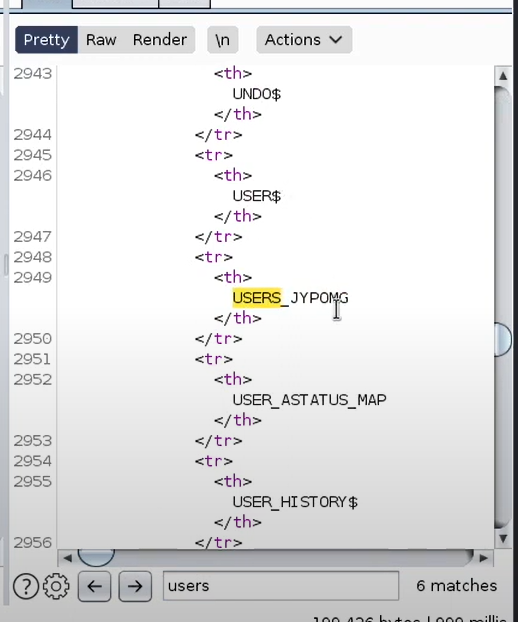 Pretty Raw Render \n Actions
2943 <th>
UNDO$
</th>
2944 </tr>
2945 <tr>
2946 <th>
USER$
</th>
2947 </tr>
2948 <tr>
2949 <th>
USERS_JYPOMG
</th>
2950 </tr>
2951 <tr>
2952 <th>
USER_ASTATUS_MAP
</th>
2953 </tr>
2954 <tr>
2955 <th>
USER_HISTORY$
</th>
2956 </tr>
? users 6 matches